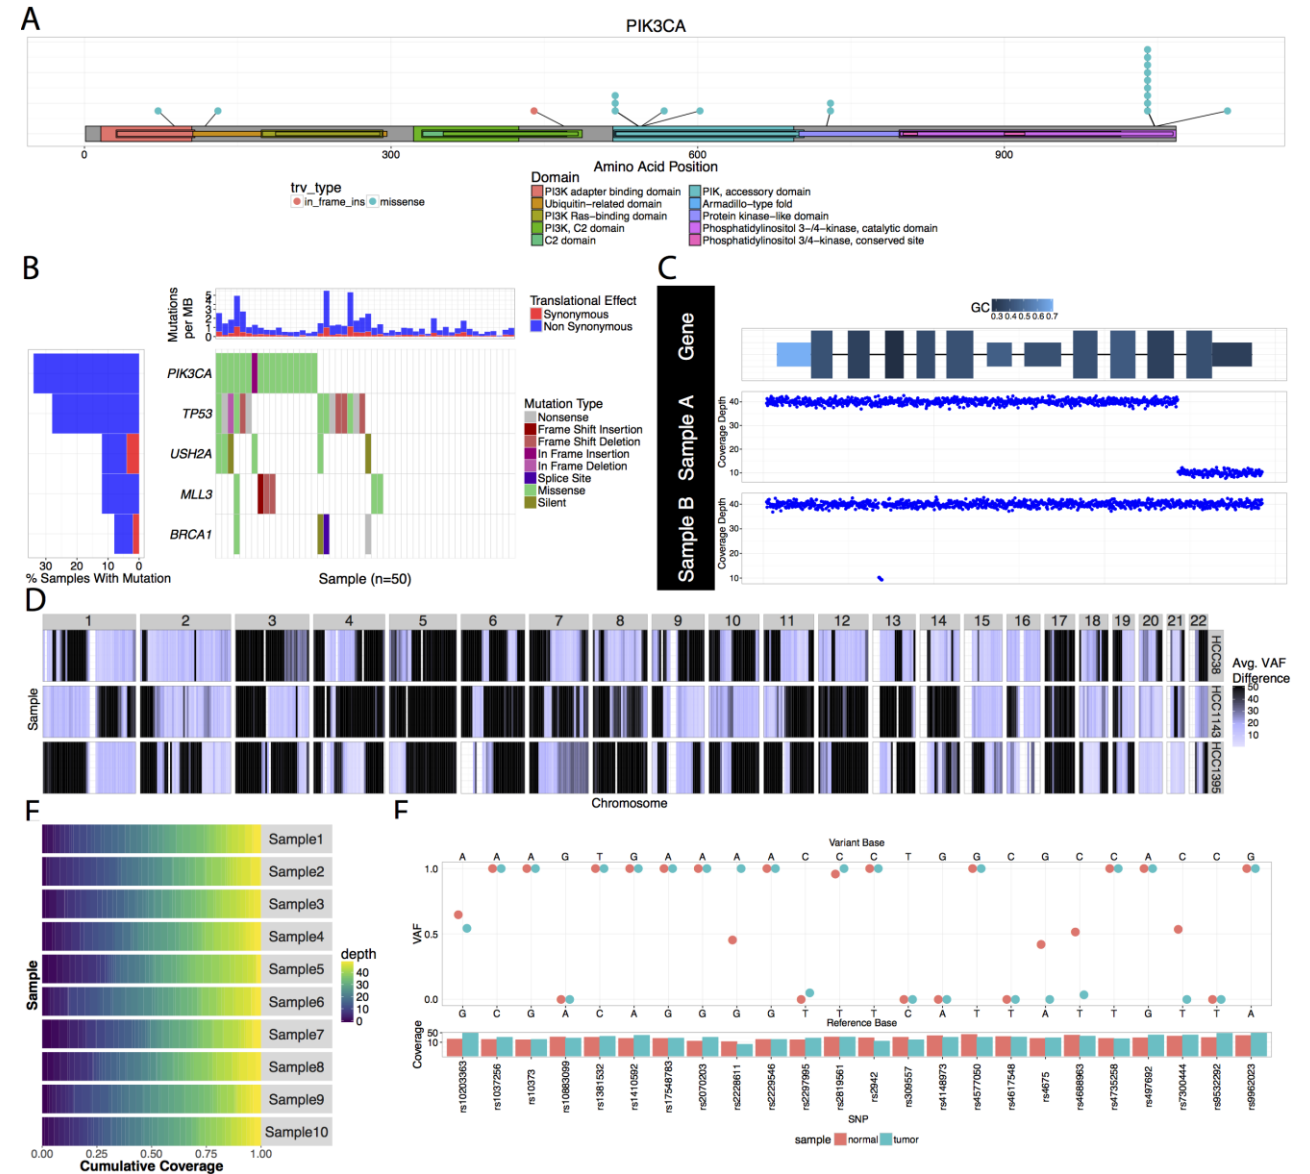 A
PIK3CA
0 300 600 900
Amino Acid Position
trv_type
in_frame_ins missense
Domain
PI3K adapter binding domain PIK, accessory domain
Ubiquitin-related domain Armadillo-type fold
PI3K Ras-binding domain Protein kinase-like domain
PI3K, C2 domain Phosphatidylinositol 3-/4-kinase, catalytic domain
C2 domain Phosphatidylinositol 3/4-kinase, conserved site
B
Mutations
per MB
5
3
2
1
0
Translational Effect
Synonymous
Non Synonymous
PIK3CA
TP53
USH2A
MLL3
BRCA1
30 20 10 0
% Samples With Mutation
Sample (n=50)
Mutation Type
Nonsense
Frame Shift Insertion
Frame Shift Deletion
In Frame Insertion
In Frame Deletion
Splice Site
Missense
Silent
C
GC
0.3 0.4 0.5 0.6 0.7
Gene
Sample A
Coverage Depth
40
30
20
10
Sample B
Coverage Depth
40
30
20
10
D
1 2 3 4 5 6 7 8 9 10 11 12 13 14 15 16 17 18 19 20 21 22
Sample
HCC38
HCC1143
HCC1395
Chromosome
Avg. VAF
Difference
50
40
30
20
10
Sample
Sample1
Sample2
Sample3
Sample4
Sample5
Sample6
Sample7
Sample8
Sample9
Sample10
0.00 0.25 0.50 0.75 1.00
Cumulative Coverage
depth
40
30
20
10
0
Variant Base
A A A G T G A A A A C C C T G G C G C C A C C G
VAF
1.0
0.5
0.0
G C G A C A G G G G T T T C A T T A T T G T T A
Reference Base
Coverage
50
10
rs10203363 rs1037256 rs10373 rs10883099 rs1381532 rs1410592 rs17548783 rs2070203 rs2228611 rs2229546 rs2297995 rs2819561 rs2942 rs309557 rs4148973 rs4577050 rs4617548 rs4675 rs4688963 rs4735258 rs497692 rs7300444 rs9532292 rs9962023
SNP
sample normal tumor